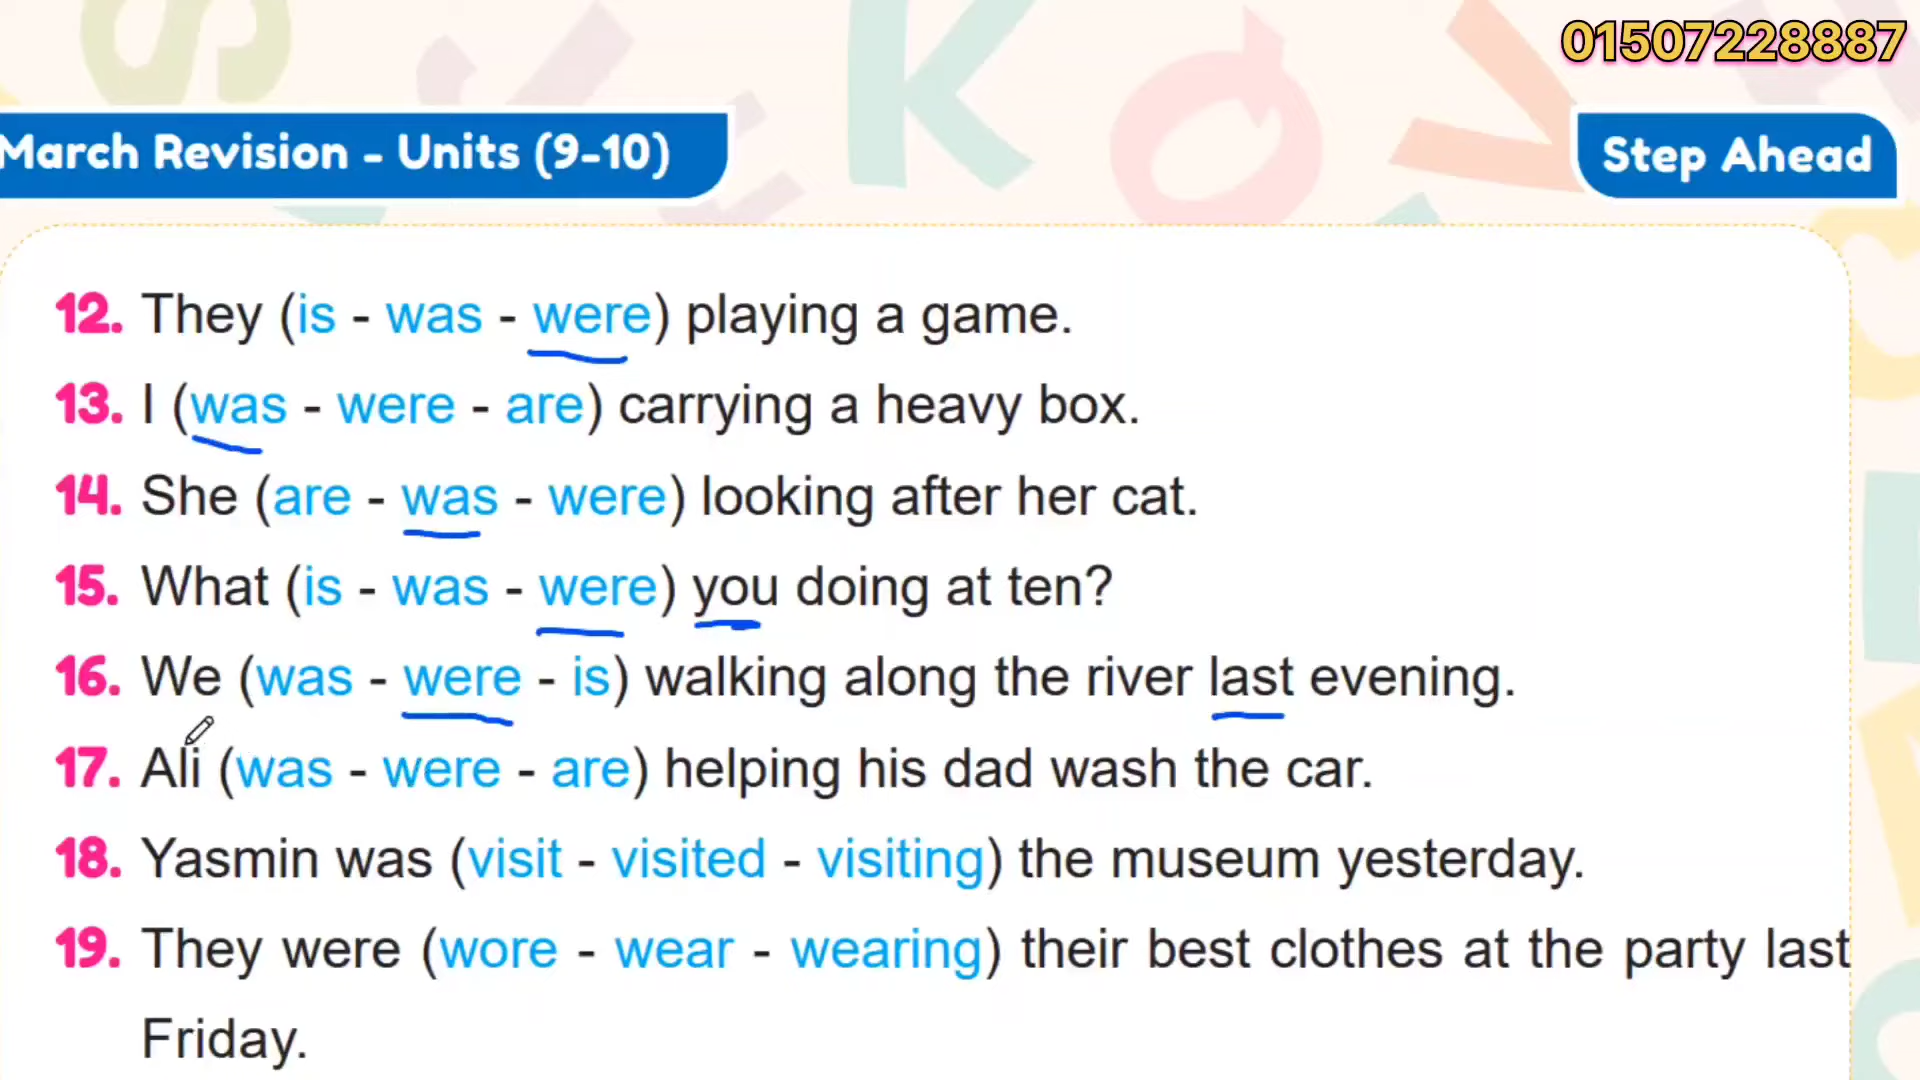 01507228887
March Revision - Units (9-10)
Step Ahead
12. They (is - was - were) playing a game.
13. I (was - were - are) carrying a heavy box.
14. She (are - was - were) looking after her cat.
15. What (is - was - were) you doing at ten?
16. We (was - were - is) walking along the river last evening.
17. Ali (was - were - are) helping his dad wash the car.
18. Yasmin was (visit - visited - visiting) the museum yesterday.
19. They were (wore - wear - wearing) their best clothes at the party last
Friday.